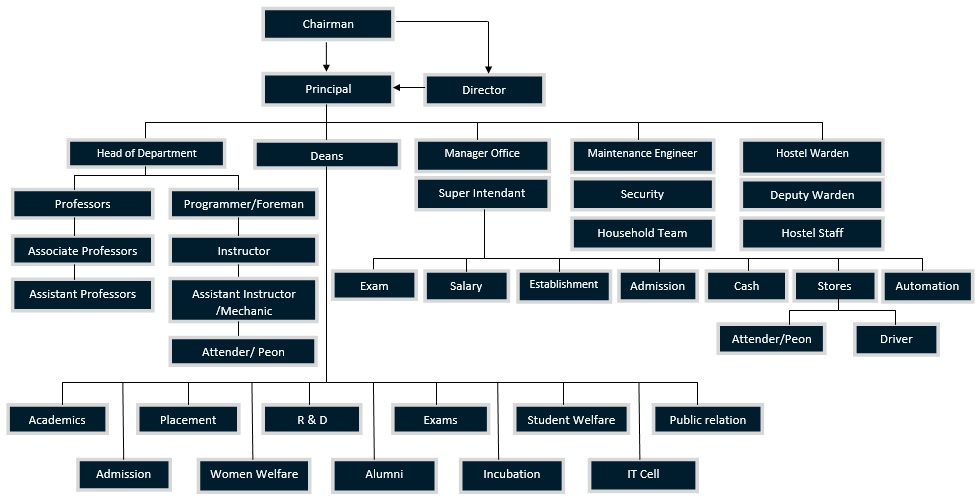 Chairman
Principal
Director
Head of Department
Deans
Manager Office
Maintenance Engineer
Hostel Warden
Professors
Programmer/Foreman
Super Intendant
Security
Deputy Warden
Associate Professors
Instructor
Household Team
Hostel Staff
Assistant Professors
Assistant Instructor
/Mechanic
Attender/ Peon
Exam
Salary
Establishment
Admission
Cash
Stores
Automation
Attender/Peon
Driver
Academics
Placement
R & D
Exams
Student Welfare
Public relation
Admission
Women Welfare
Alumni
Incubation
IT Cell